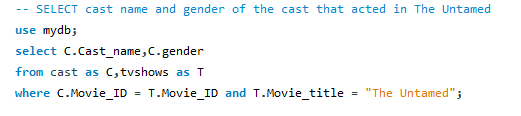 -- SELECT cast name and gender of the cast that acted in The Untamed
use mydb;
select C.Cast_name,C.gender
from cast as C,tvshows as T
where C.Movie_ID = T.Movie_ID and T.Movie_title = "The Untamed";